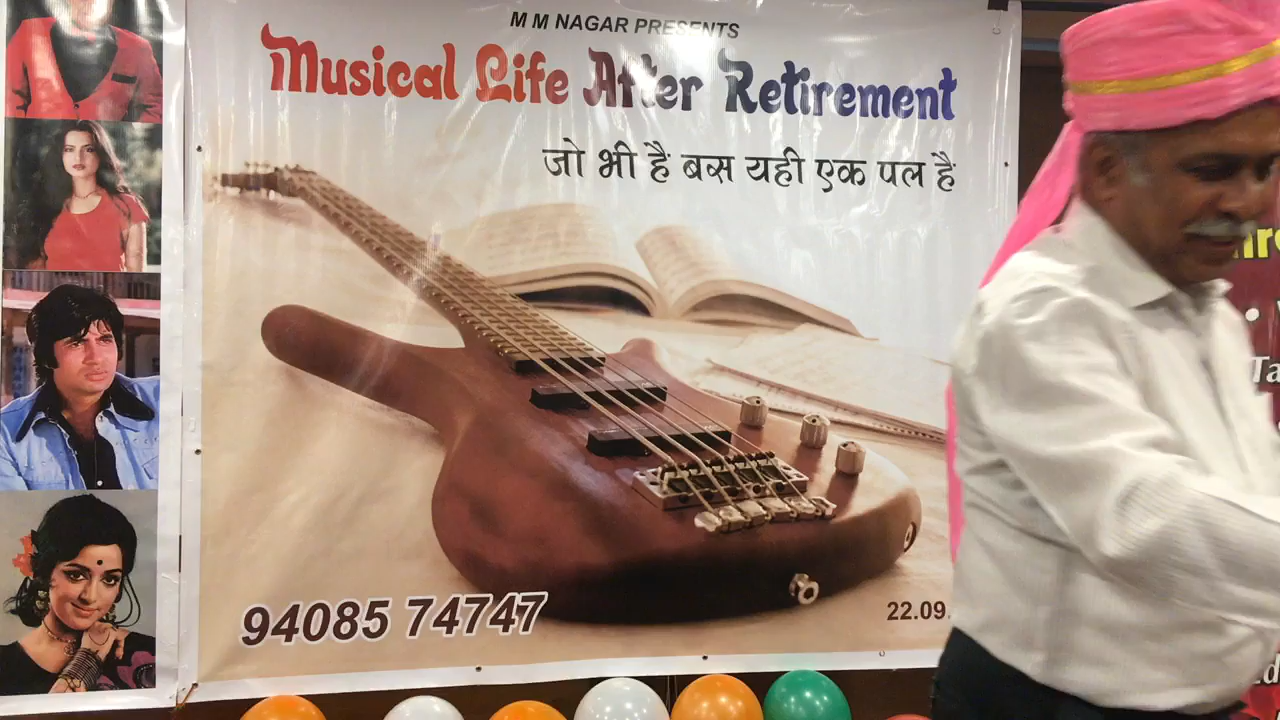 M M NAGAR PRESENTS
Musical Life After Retirement
जो भी हैं बस यही एक पल हैं
94085 74747
22.09.